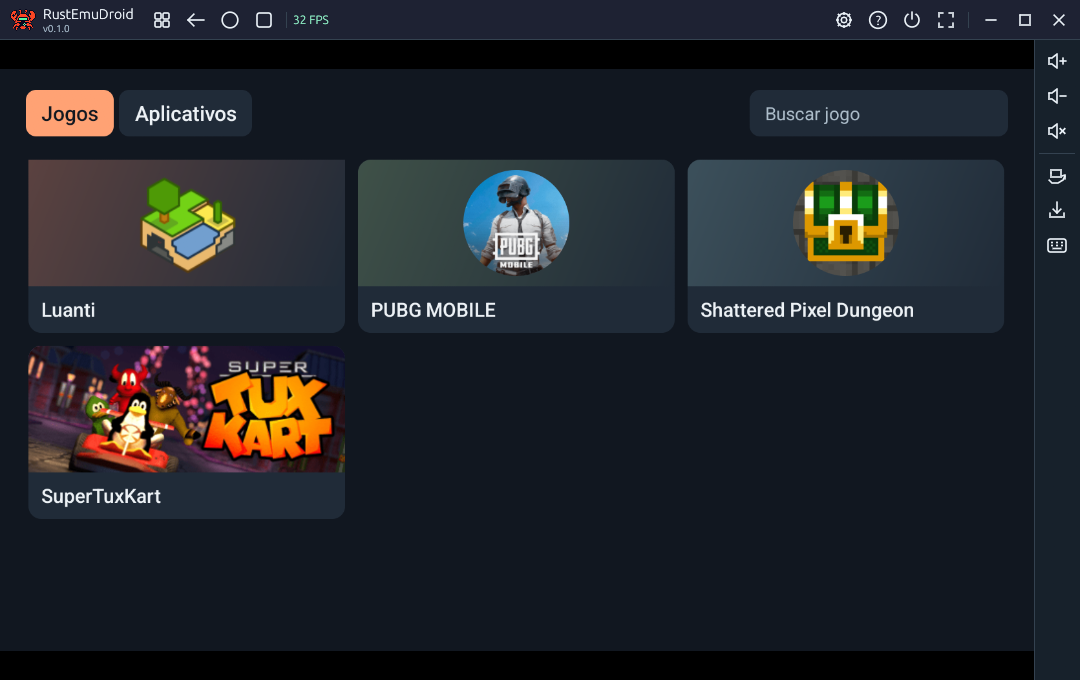 RustEmuDroid
v0.1.0
32 FPS
Jogos
Aplicativos
Buscar jogo
PUBG
MOBILE
Luanti
PUBG MOBILE
Shattered Pixel Dungeon
SUPER
TUX
KART
SuperTuxKart